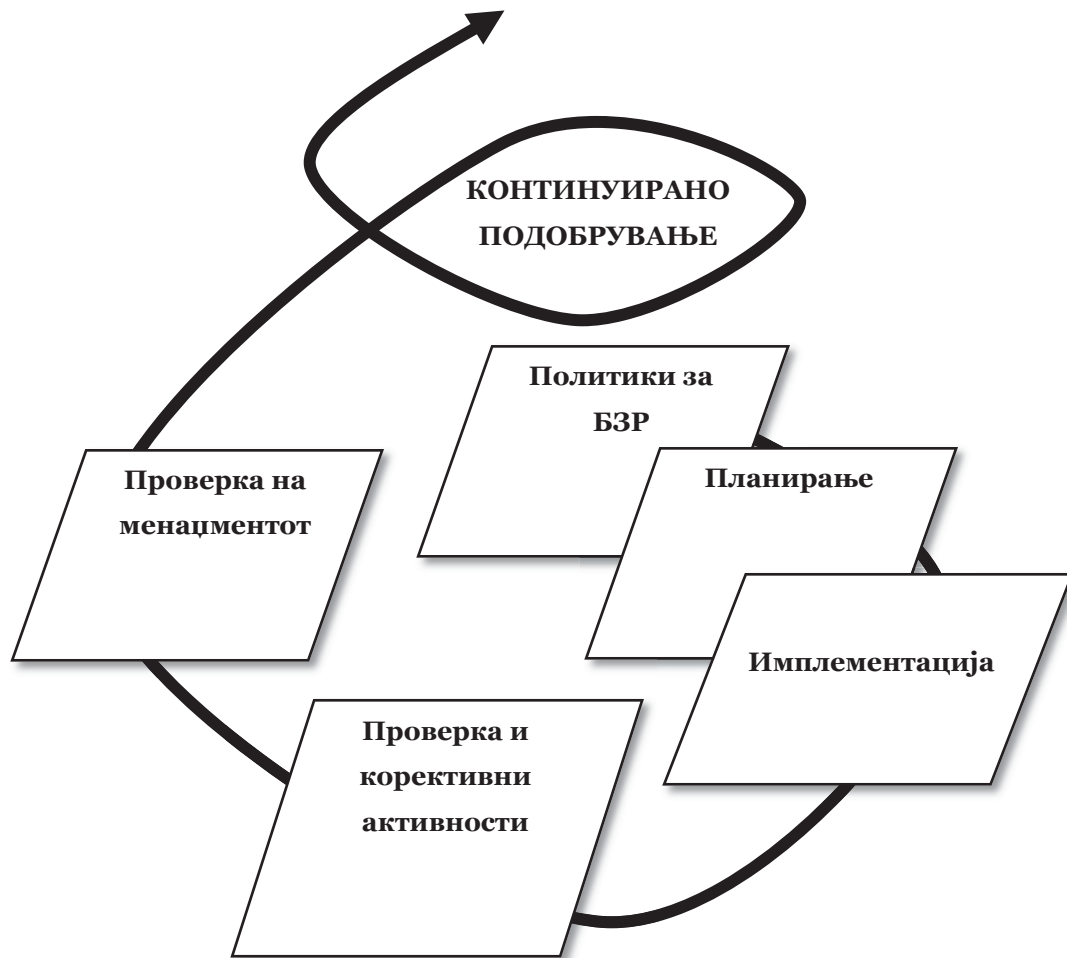 КОНТИНУИРАНО
ПОДОБРУВАЊЕ
Политики за
БЗР
Планирање
Имплементација
Проверка и
корективни
активности
Проверка на
менаџментот